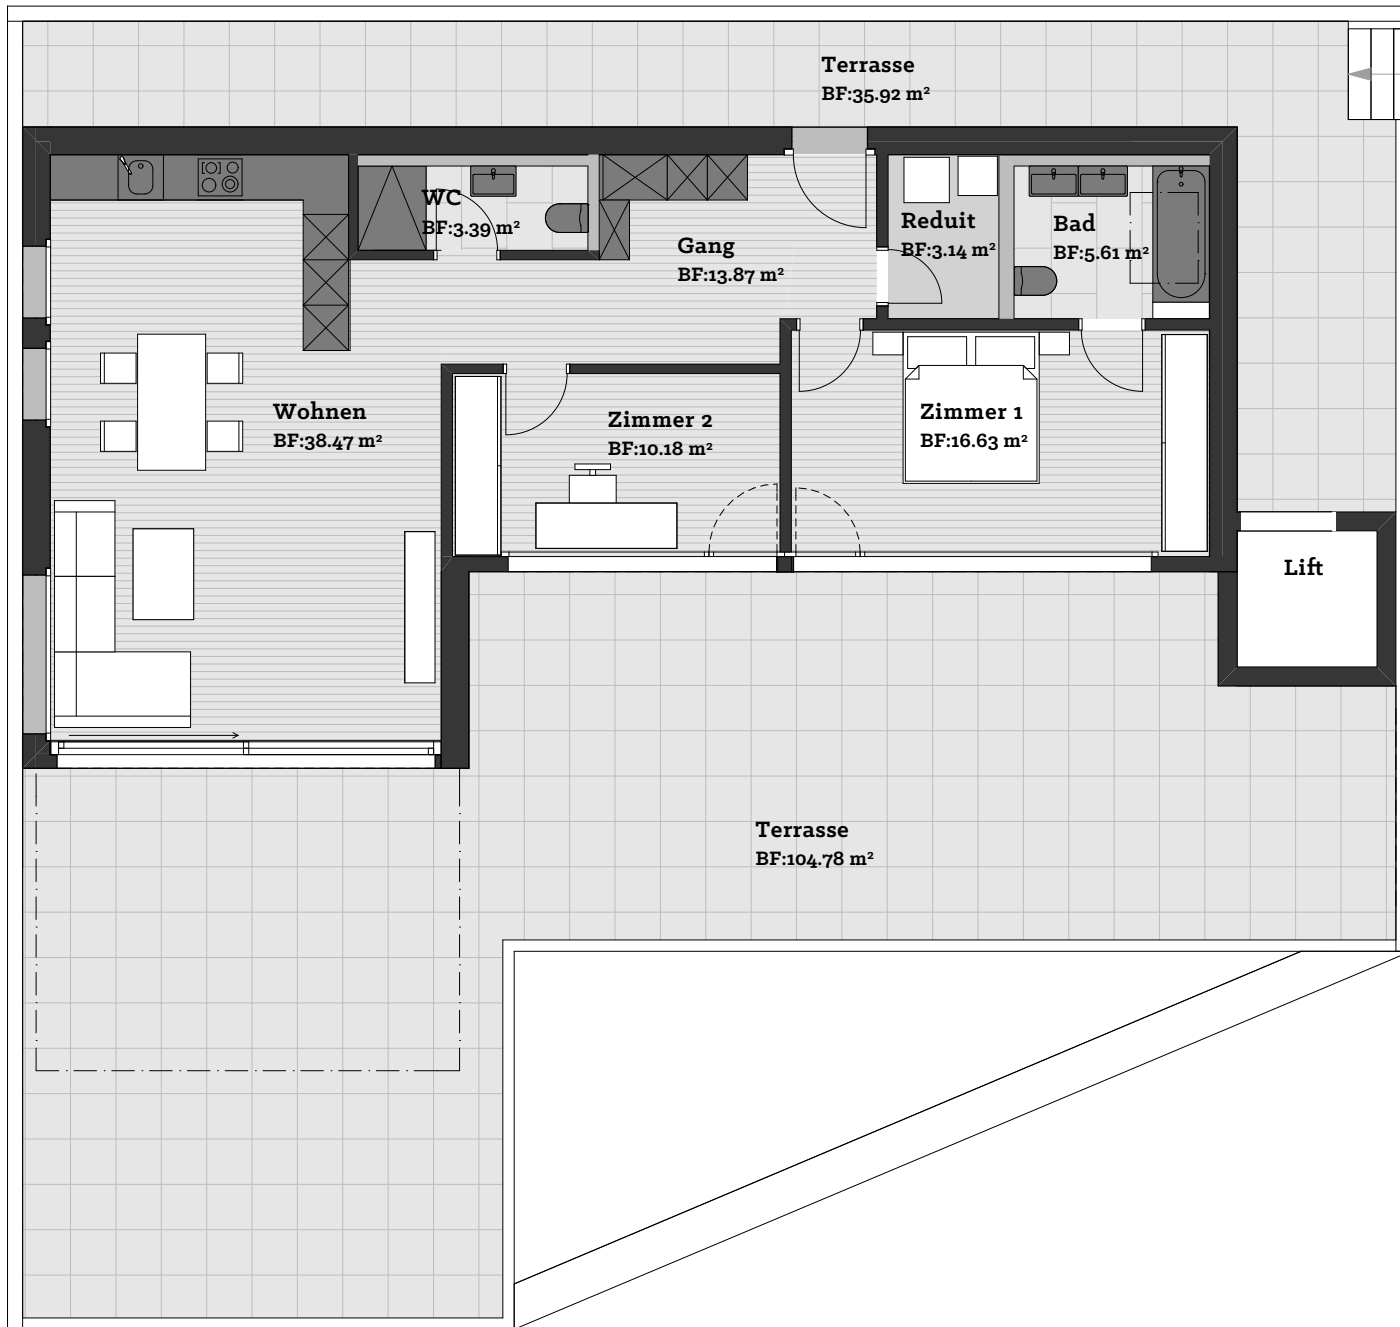 Terrasse
BF:35.92 m²
WC
BF:3.39 m²
Gang
BF:13.87 m²
Reduit
BF:3.14 m²
Bad
BF:5.61 m²
Wohnen
BF:38.47 m²
Zimmer 2
BF:10.18 m²
Zimmer 1
BF:16.63 m²
Lift
Terrasse
BF:104.78 m²